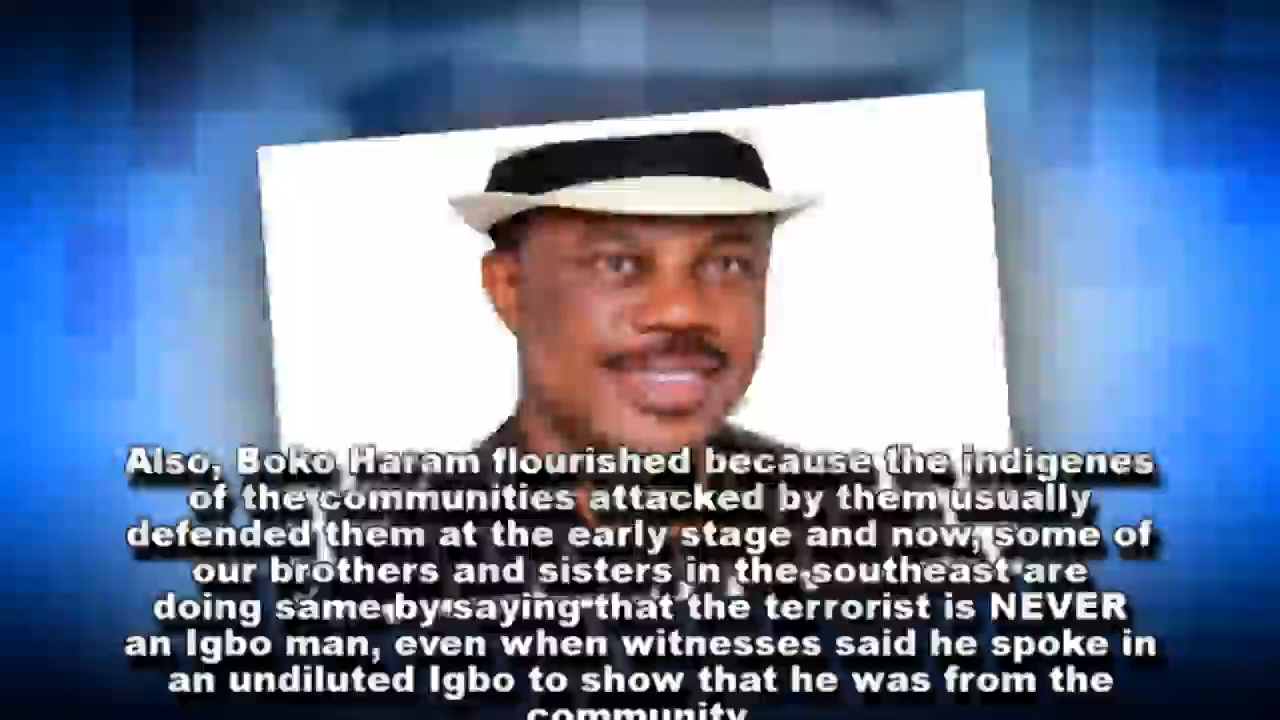 Also, Boko Haram flourished because the indigenes
of the communities attacked by them usually
defended them at the early stage and now, some of
our brothers and sisters in the southeast are
doing same by saying that the terrorist is NEVER
an Igbo man, even when witnesses said he spoke in
an undiluted Igbo to show that he was from the
community